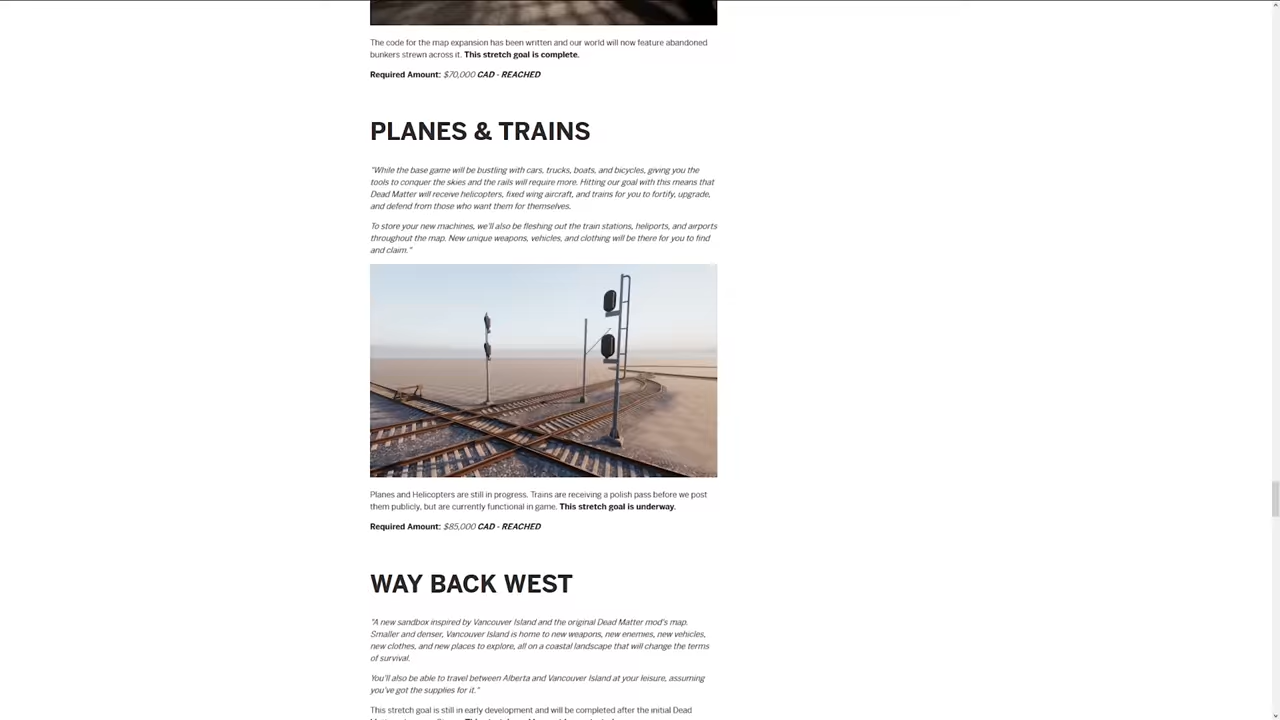 The code for the map expansion has been written and our world will now feature abandoned
bunkers strewn across it. This stretch goal is complete.
Required Amount: $70,000 CAD - REACHED
PLANES & TRAINS
"While the base game will be bustling with cars, trucks, boats, and bicycles, giving you the
tools to conquer the skies and the rails will require more. Hitting our goal with this means that
Dead Matter will receive helicopters, fixed wing aircraft, and trains for you to fortify, upgrade,
and defend from those who want them for themselves.
To store your new machines, we'll also be fleshing out the train stations, heliports, and airports
throughout the map. New unique weapons, vehicles, and clothing will be there for you to find
and claim."
Planes and Helicopters are still in progress. Trains are receiving a polish pass before we post
them publicly, but are currently functional in game. This stretch goal is underway.
Required Amount: $85,000 CAD - REACHED
WAY BACK WEST
"A new sandbox inspired by Vancouver Island and the original Dead Matter mod's map.
Smaller and denser, Vancouver Island is home to new weapons, new enemies, new vehicles,
new clothes, and new places to explore, all on a coastal landscape that will change the terms
of survival.
You'll also be able to travel between Alberta and Vancouver Island at your leisure, assuming
you've got the supplies for it."
This stretch goal is still in early development and will be completed after the initial Dead